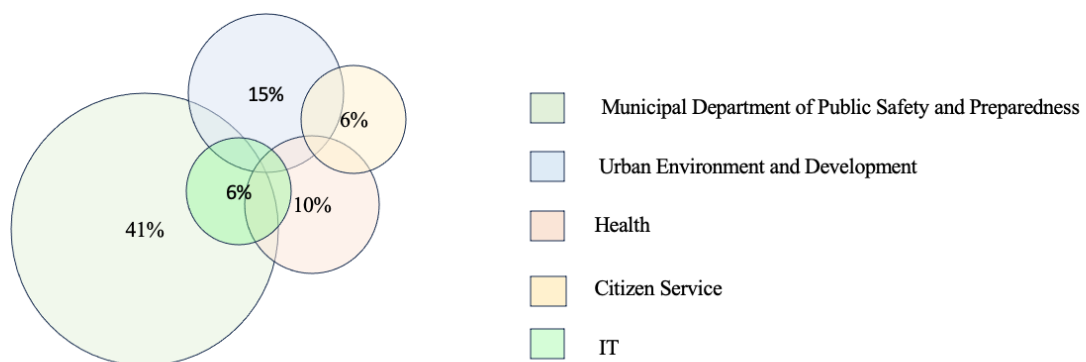 15%
6%
6%
10%
41%
Municipal Department of Public Safety and Preparedness
Urban Environment and Development
Health
Citizen Service
IT